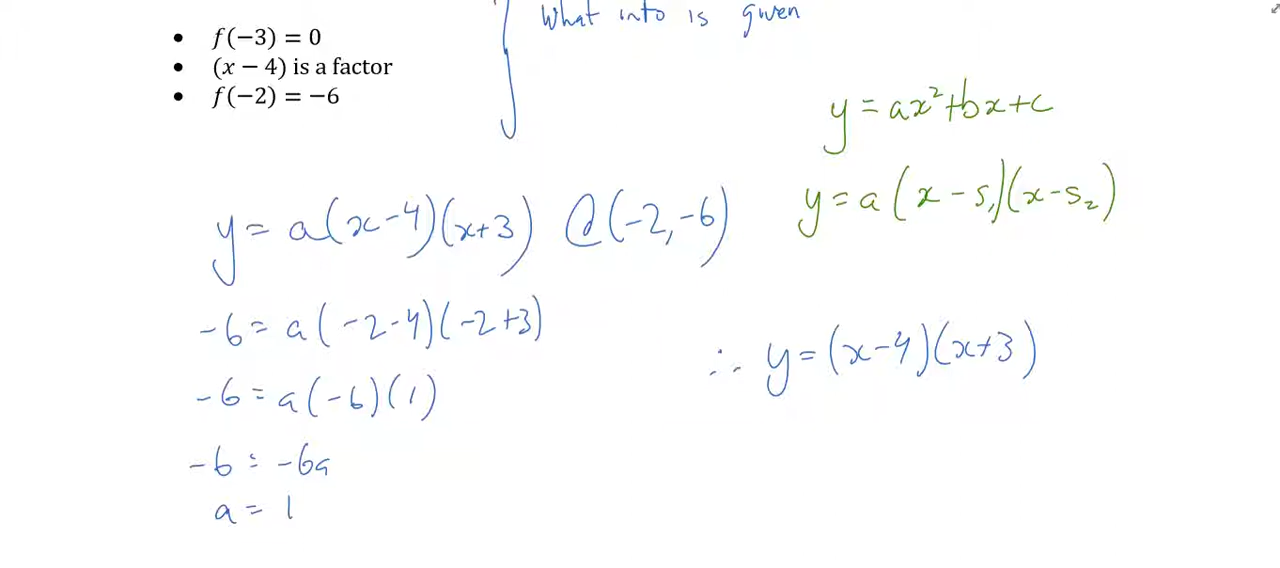 What into is given
• f(−3) = 0
• (x − 4) is a factor
• f(−2) = −6
y = ax²+bx+c
y = a(x-s₁)(x-s₂)
y = a(x-4)(x+3) @(-2,-6)
-6 = a(-2-4)(-2+3)
∴ y = (x-4)(x+3)
-6 = a(-6)(1)
-6 = -6a
a = 1